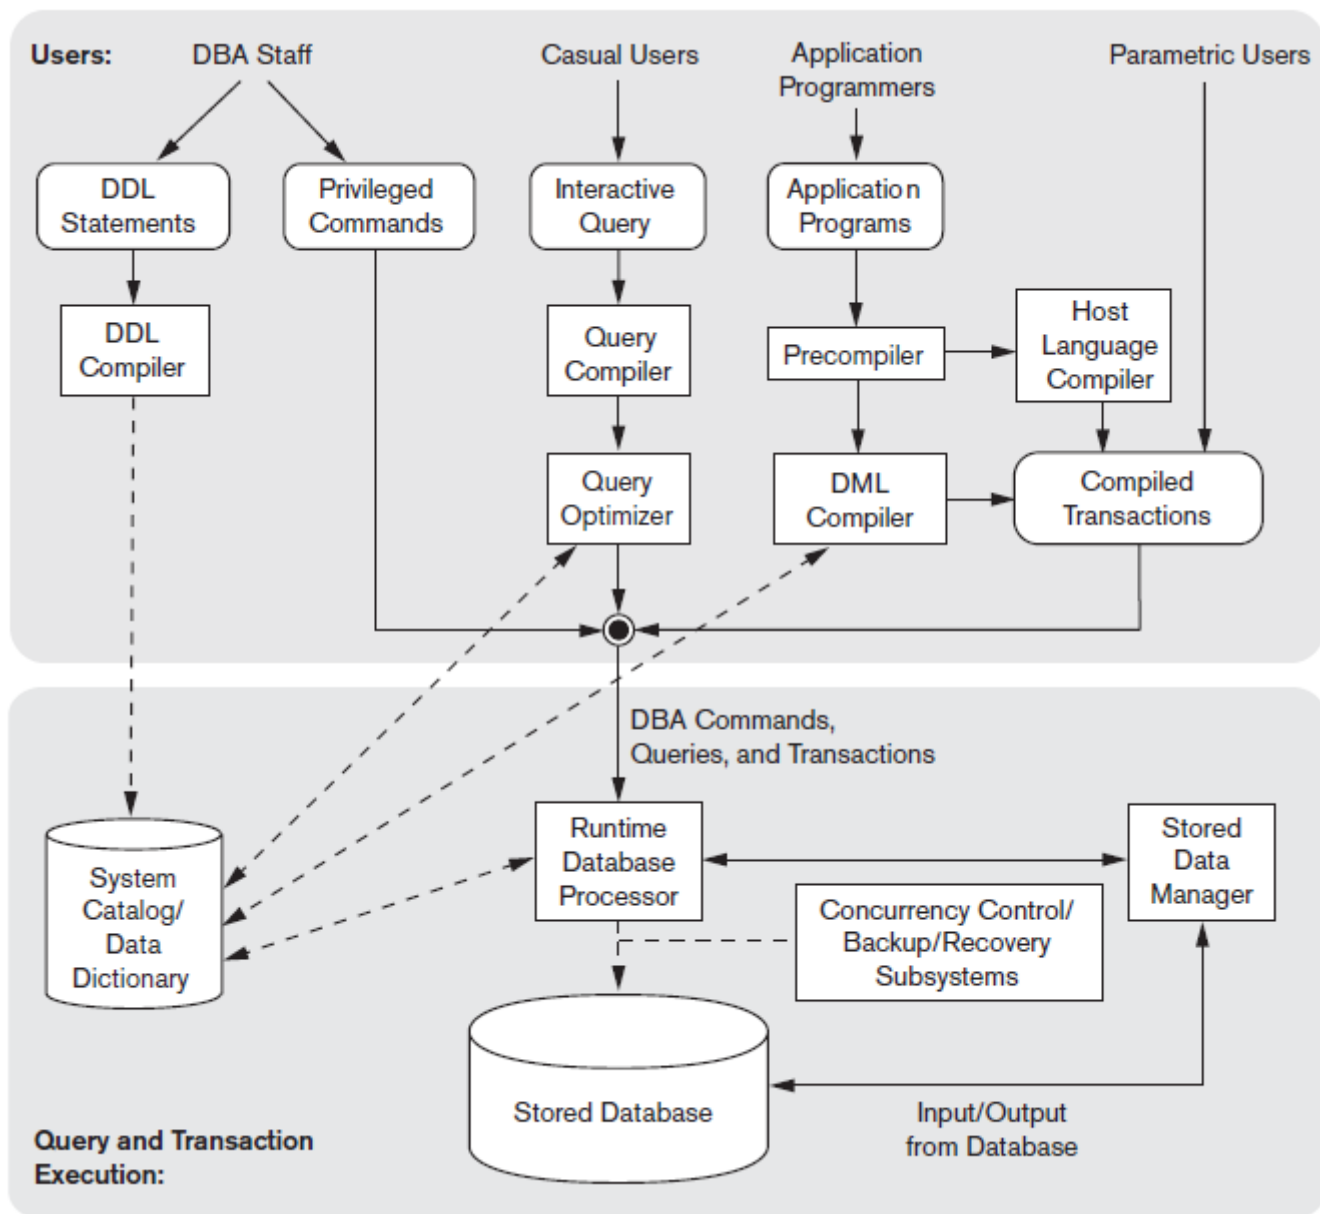 Users:
DBA Staff
Casual Users
Application
Programmers
Parametric Users
DDL
Statements
Privileged
Commands
Interactive
Query
Application
Programs
DDL
Compiler
Query
Compiler
Precompiler
Host
Language
Compiler
Query
Optimizer
DML
Compiler
Compiled
Transactions
DBA Commands,
Queries, and Transactions
System
Catalog/
Data
Dictionary
Runtime
Database
Processor
Stored
Data
Manager
Concurrency Control/
Backup/Recovery
Subsystems
Stored Database
Input/Output
from Database
Query and Transaction
Execution: